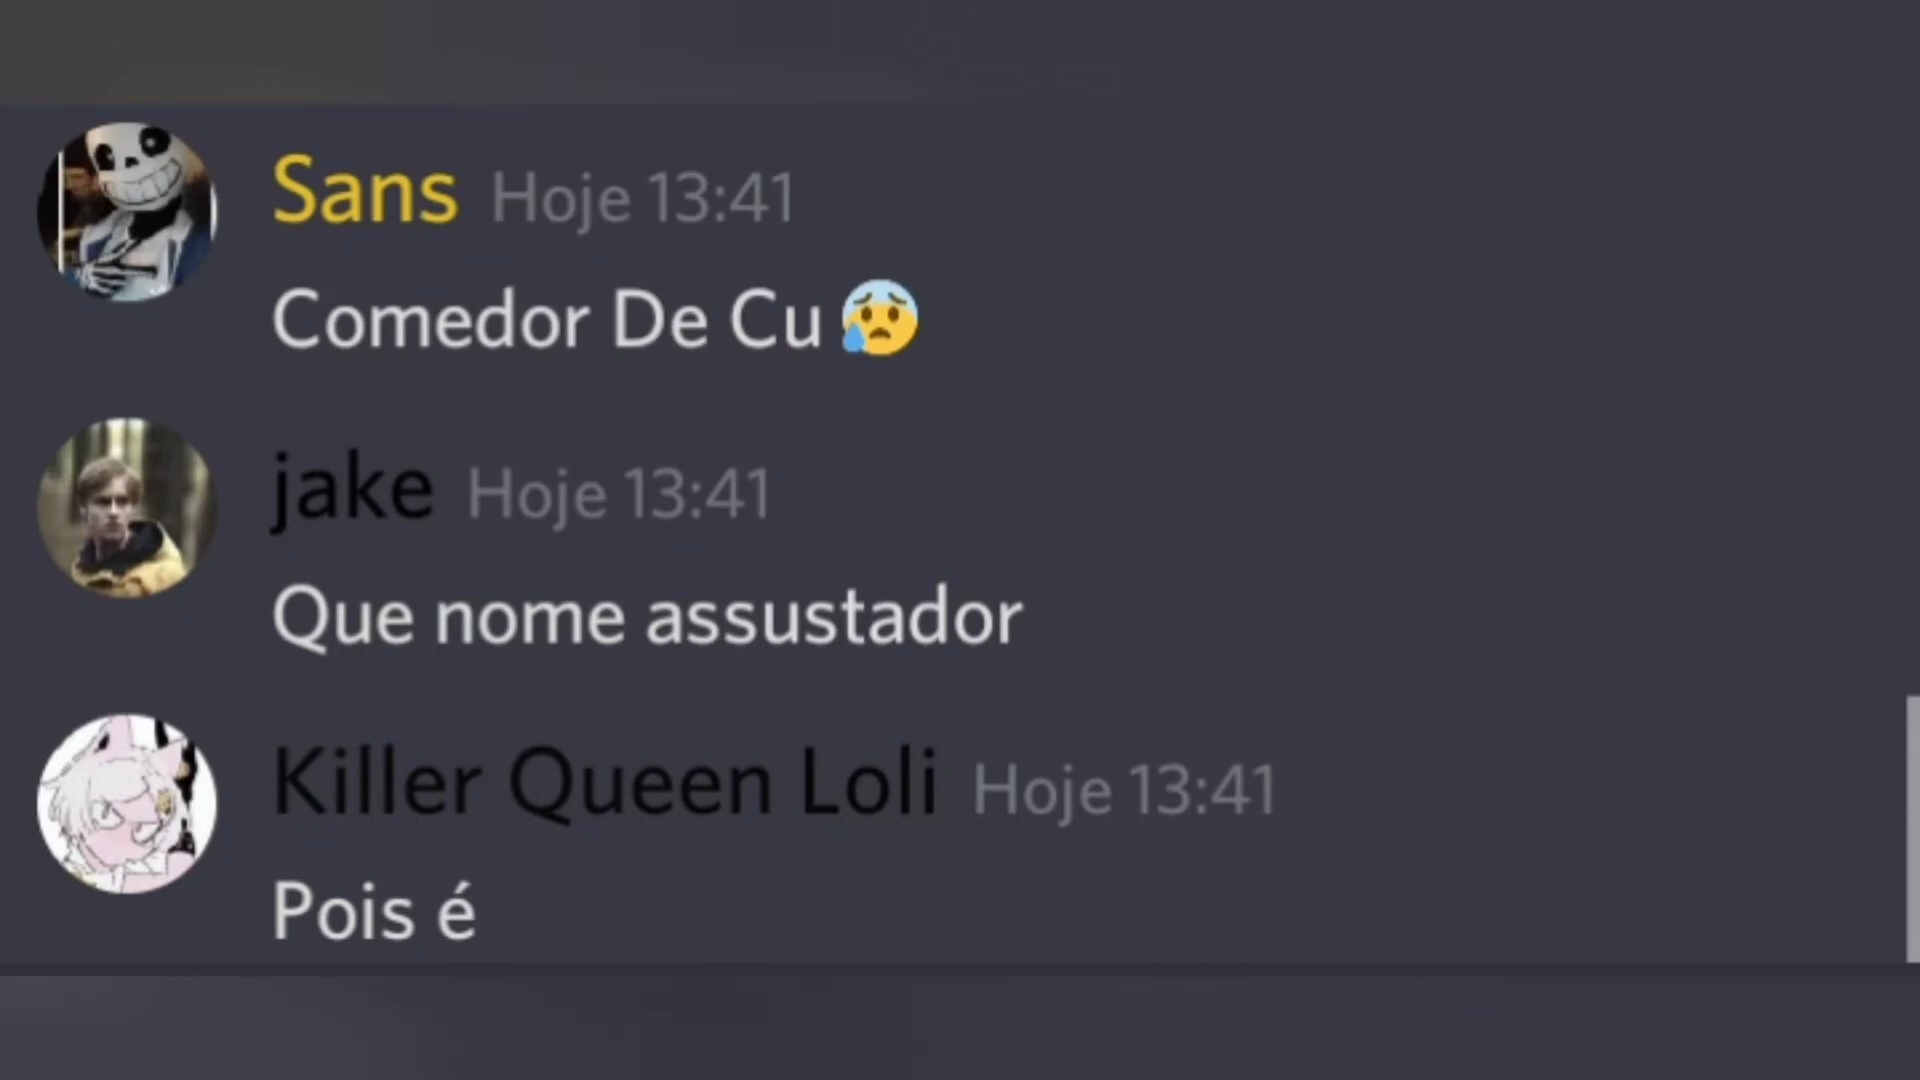 Sans Hoje 13:41
Comedor De Cu 😰
jake Hoje 13:41
Que nome assustador
Killer Queen Loli Hoje 13:41
Pois é